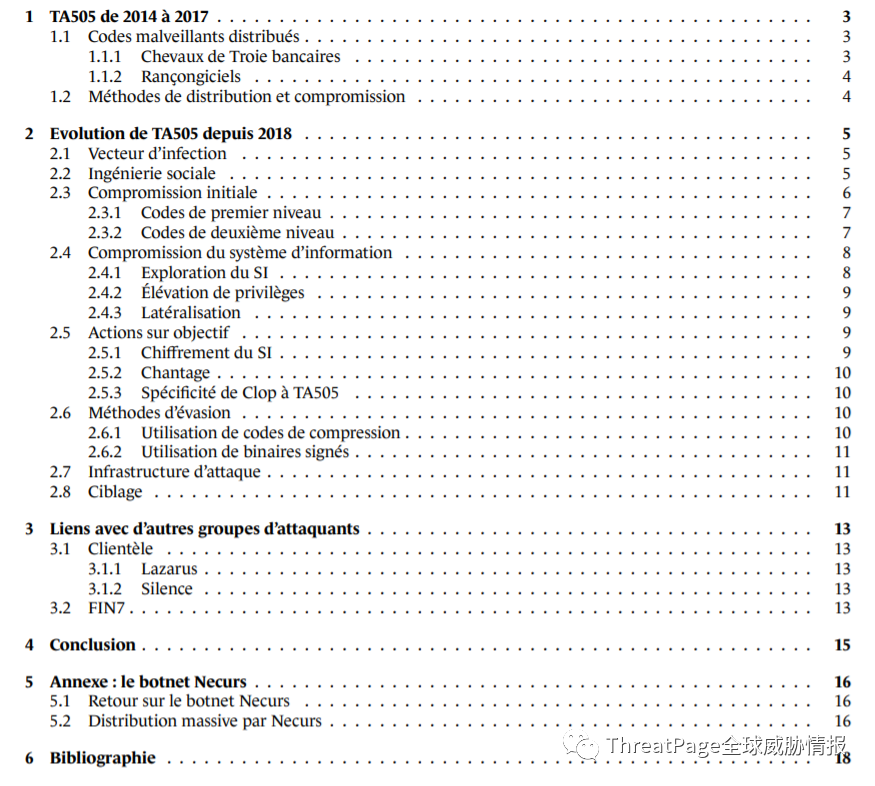 1 TA505 de 2014 à 2017 . . . . . . . . . . . . . . . . . . . . 3
1.1 Codes malveillants distribués . . . . . . . . . . . . . . . . . . . . 3
1.1.1 Chevaux de Troie bancaires . . . . . . . . . . . . . . . . . . . . 3
1.1.2 Rançongiciels . . . . . . . . . . . . . . . . . . . . 4
1.2 Méthodes de distribution et compromission . . . . . . . . . . . . . . . . . . . . 4
2 Evolution de TA505 depuis 2018 . . . . . . . . . . . . . . . . . . . . 5
2.1 Vecteur d'infection . . . . . . . . . . . . . . . . . . . . 5
2.2 Ingénierie sociale . . . . . . . . . . . . . . . . . . . . 5
2.3 Compromission initiale . . . . . . . . . . . . . . . . . . . . 6
2.3.1 Codes de premier niveau . . . . . . . . . . . . . . . . . . . . 7
2.3.2 Codes de deuxième niveau . . . . . . . . . . . . . . . . . . . . 7
2.4 Compromission du système d'information . . . . . . . . . . . . . . . . . . . . 8
2.4.1 Exploration du SI . . . . . . . . . . . . . . . . . . . . 8
2.4.2 Élévation de privilèges . . . . . . . . . . . . . . . . . . . . 9
2.4.3 Latéralisation . . . . . . . . . . . . . . . . . . . . 9
2.5 Actions sur objectif . . . . . . . . . . . . . . . . . . . . 9
2.5.1 Chiffrement du SI . . . . . . . . . . . . . . . . . . . . 9
2.5.2 Chantage . . . . . . . . . . . . . . . . . . . . 10
2.5.3 Spécificité de Clop à TA505 . . . . . . . . . . . . . . . . . . . . 10
2.6 Méthodes d'évasion . . . . . . . . . . . . . . . . . . . . 10
2.6.1 Utilisation de codes de compression . . . . . . . . . . . . . . . . . . . . 10
2.6.2 Utilisation de binaires signés . . . . . . . . . . . . . . . . . . . . 11
2.7 Infrastructure d'attaque . . . . . . . . . . . . . . . . . . . . 11
2.8 Ciblage . . . . . . . . . . . . . . . . . . . . 11
3 Liens avec d'autres groupes d'attaquants . . . . . . . . . . . . . . . . . . . . 13
3.1 Clientèle . . . . . . . . . . . . . . . . . . . . 13
3.1.1 Lazarus . . . . . . . . . . . . . . . . . . . . 13
3.1.2 Silence . . . . . . . . . . . . . . . . . . . . 13
3.2 FIN7 . . . . . . . . . . . . . . . . . . . . 13
4 Conclusion . . . . . . . . . . . . . . . . . . . . 15
5 Annexe : le botnet Necurs . . . . . . . . . . . . . . . . . . . . 16
5.1 Retour sur le botnet Necurs . . . . . . . . . . . . . . . . . . . . 16
5.2 Distribution massive par Necurs . . . . . . . . . . . . . . . . . . . . 16
ThreatPage全球威胁情报
6 Bibliographie . . . . . . . . . . . . . . . . . . . . 18